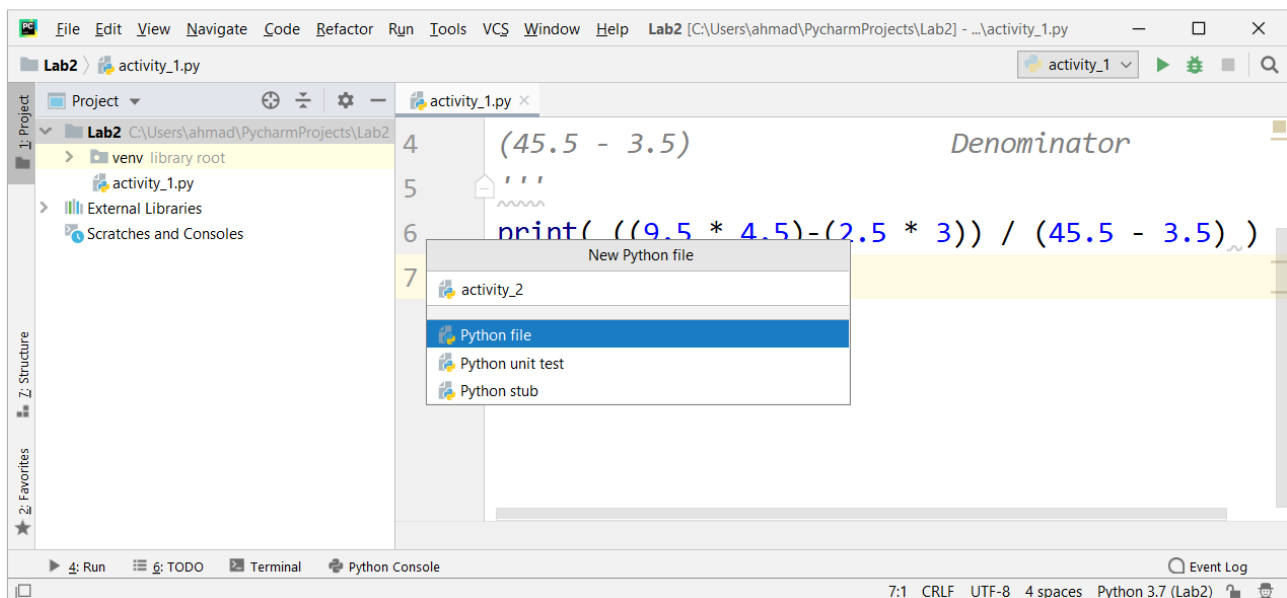 File Edit View Navigate Code Refactor Run Tools VCS Window Help Lab2 [C:\Users\ahmad\PycharmProjects\Lab2] - ...\activity_1.py
Lab2 activity_1.py activity_1
1: Project
Project
activity_1.py
Lab2 C:\Users\ahmad\PycharmProjects\Lab2
venv library root
activity_1.py
External Libraries
Scratches and Consoles
4 (45.5 - 3.5) Denominator
5 '''
6 print( ((9.5 * 4.5)-(2.5 * 3)) / (45.5 - 3.5) )
7
New Python file
activity_2
Python file
Python unit test
Python stub
7: Structure
2: Favorites
4: Run 6: TODO Terminal Python Console Event Log
7:1 CRLF UTF-8 4 spaces Python 3.7 (Lab2)